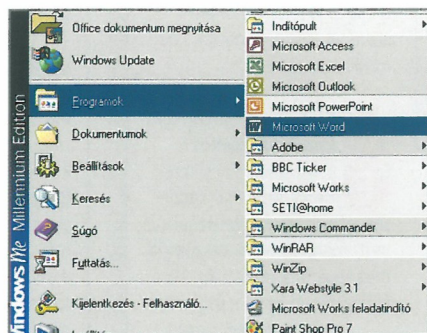 Windows Me Millennium Edition
Office dokumentum megnyitása
Windows Update
Programok
Dokumentumok
Beállítások
Keresés
Súgó
Futtatás...
Kijelentkezés - Felhasználó...
Indítópult
Microsoft Access
Microsoft Excel
Microsoft Outlook
Microsoft PowerPoint
Microsoft Word
Adobe
BBC Ticker
Microsoft Works
SETI@home
Windows Commander
WinRAR
WinZip
Xara Webstyle 3.1
Microsoft Works feladatindító
Paint Shop Pro 7